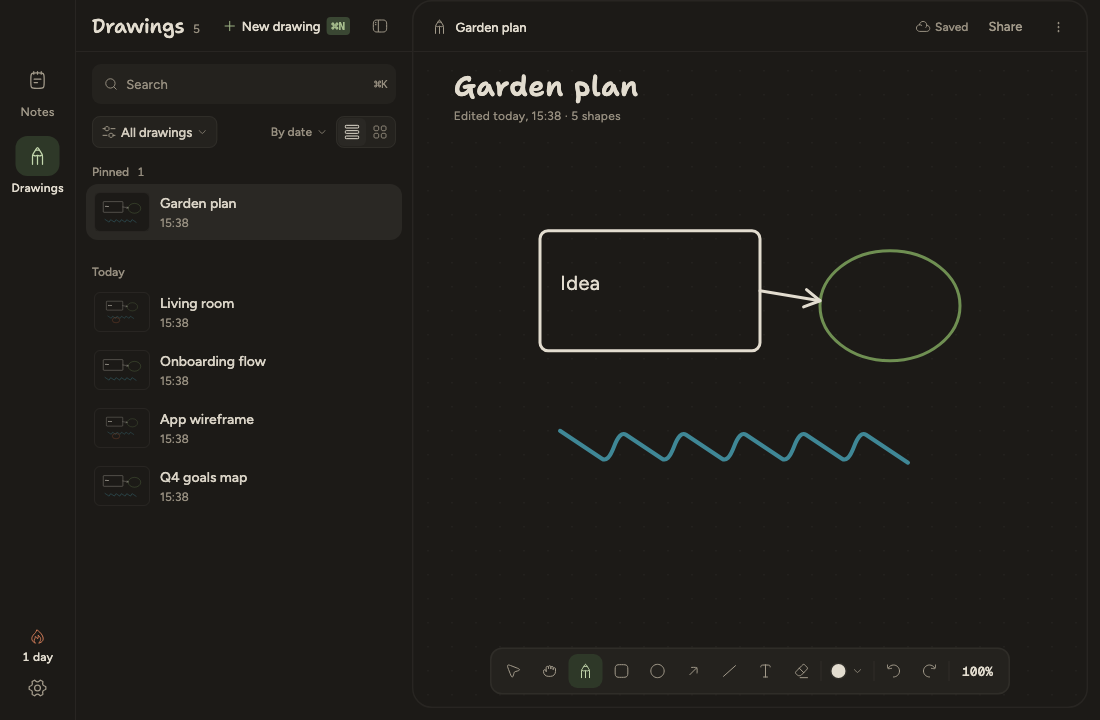 Drawings 5
New drawing ⌘N
Garden plan
Saved
Share
Notes
Drawings
Search ⌘K
All drawings
By date
Pinned 1
Garden plan
15:38
Today
Living room
15:38
Onboarding flow
15:38
App wireframe
15:38
Q4 goals map
15:38
1 day
Garden plan
Edited today, 15:38 · 5 shapes
Idea
100%